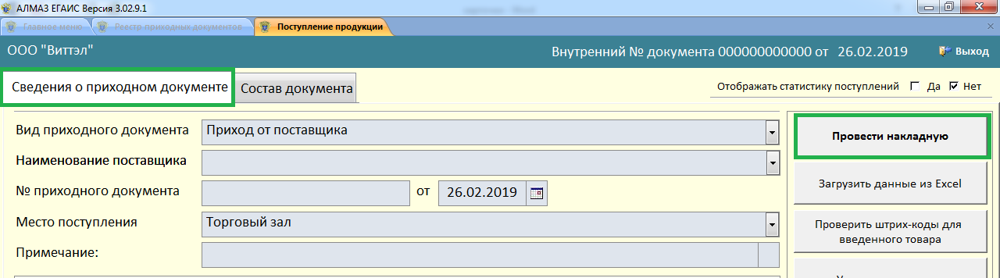 АЛМАЗ ЕГАИС Версия 3.02.9.1
Главное меню Реестр приходных документов Поступление продукции
ООО "Виттэл" Внутренний № документа 000000000000 от 26.02.2019 Выход
Сведения о приходном документе Состав документа Отображать статистику поступлений Да Нет
Вид приходного документа Приход от поставщика
Провести накладную
Наименование поставщика
№ приходного документа от 26.02.2019
Загрузить данные из Excel
Место поступления Торговый зал
Проверить штрих-коды для
введенного товара
Примечание: